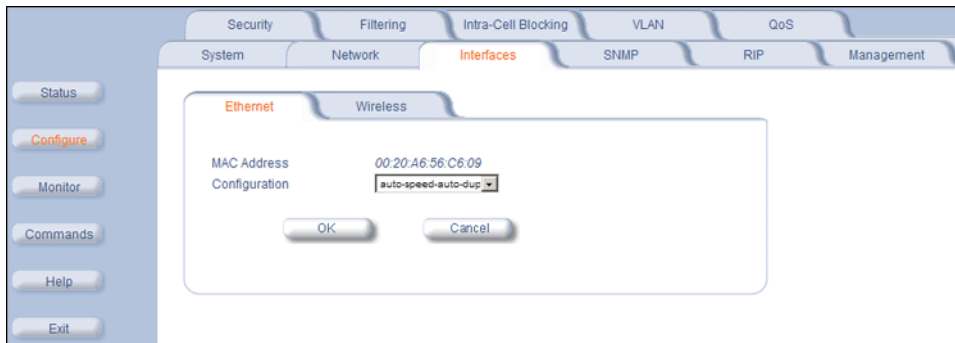 Security Filtering Intra-Cell Blocking VLAN QoS
System Network Interfaces SNMP RIP Management
Status
Configure
Monitor
Commands
Help
Exit
Ethernet Wireless
MAC Address 00:20:A6:56:C6:09
Configuration auto-speed-auto-dup
OK Cancel